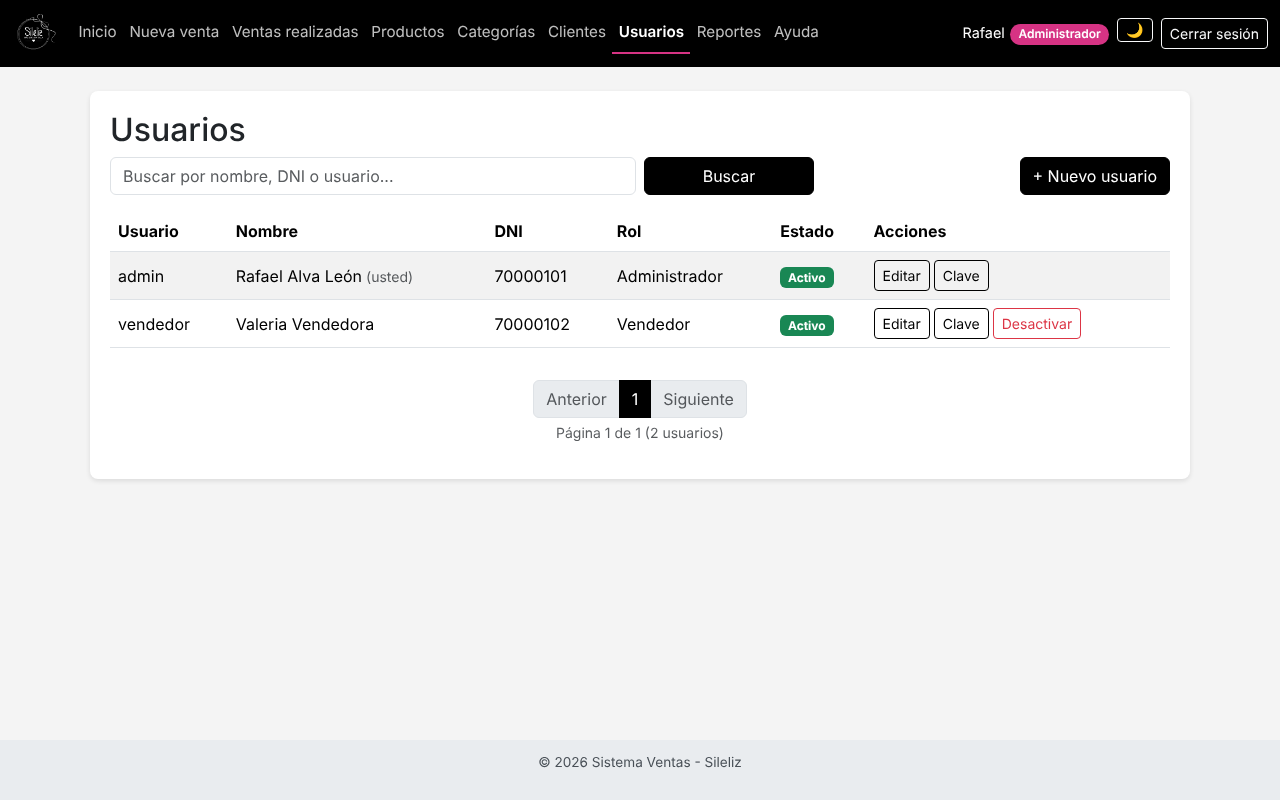 Sileliz
Inicio Nueva venta Ventas realizadas Productos Categorías Clientes Usuarios Reportes Ayuda Rafael Administrador Cerrar sesión
Usuarios
Buscar por nombre, DNI o usuario... Buscar + Nuevo usuario
Usuario Nombre DNI Rol Estado Acciones
admin Rafael Alva León (usted) 70000101 Administrador Activo Editar Clave
vendedor Valeria Vendedora 70000102 Vendedor Activo Editar Clave Desactivar
Anterior 1 Siguiente
Página 1 de 1 (2 usuarios)
© 2026 Sistema Ventas - Sileliz